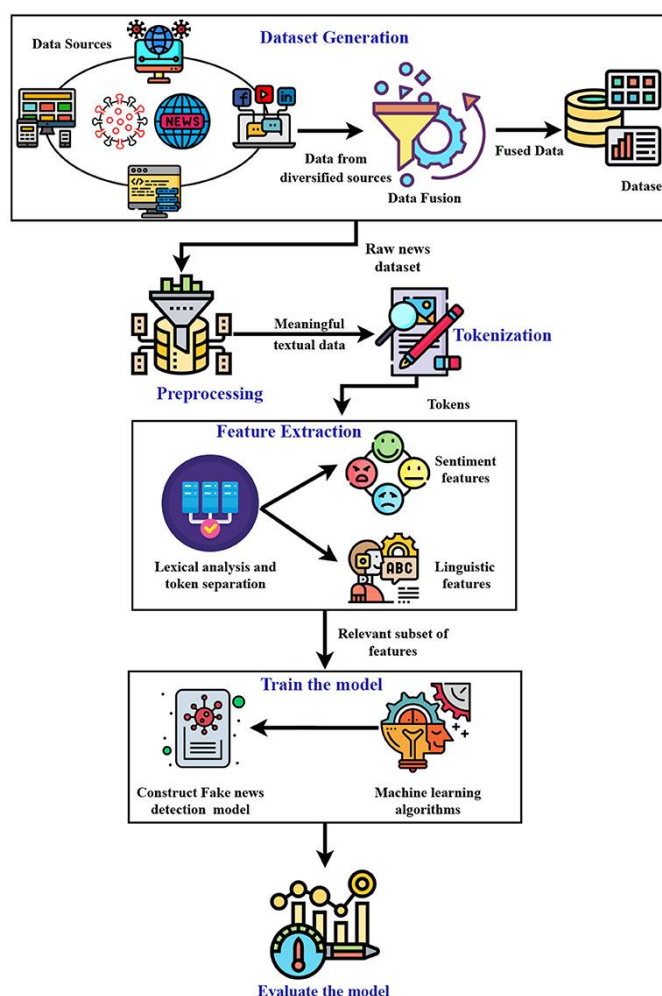 Dataset Generation
Data Sources
NEWS
Data from
diversified sources
Data Fusion
Fused Data
Datase
Raw news
dataset
Preprocessing
Meaningful
textual data
Tokenization
Tokens
Feature Extraction
Lexical analysis and
token separation
Sentiment
features
ABC
Linguistic
features
Relevant subset of
features
Train the model
Construct Fake news
detection model
Machine learning
algorithms
Evaluate the model